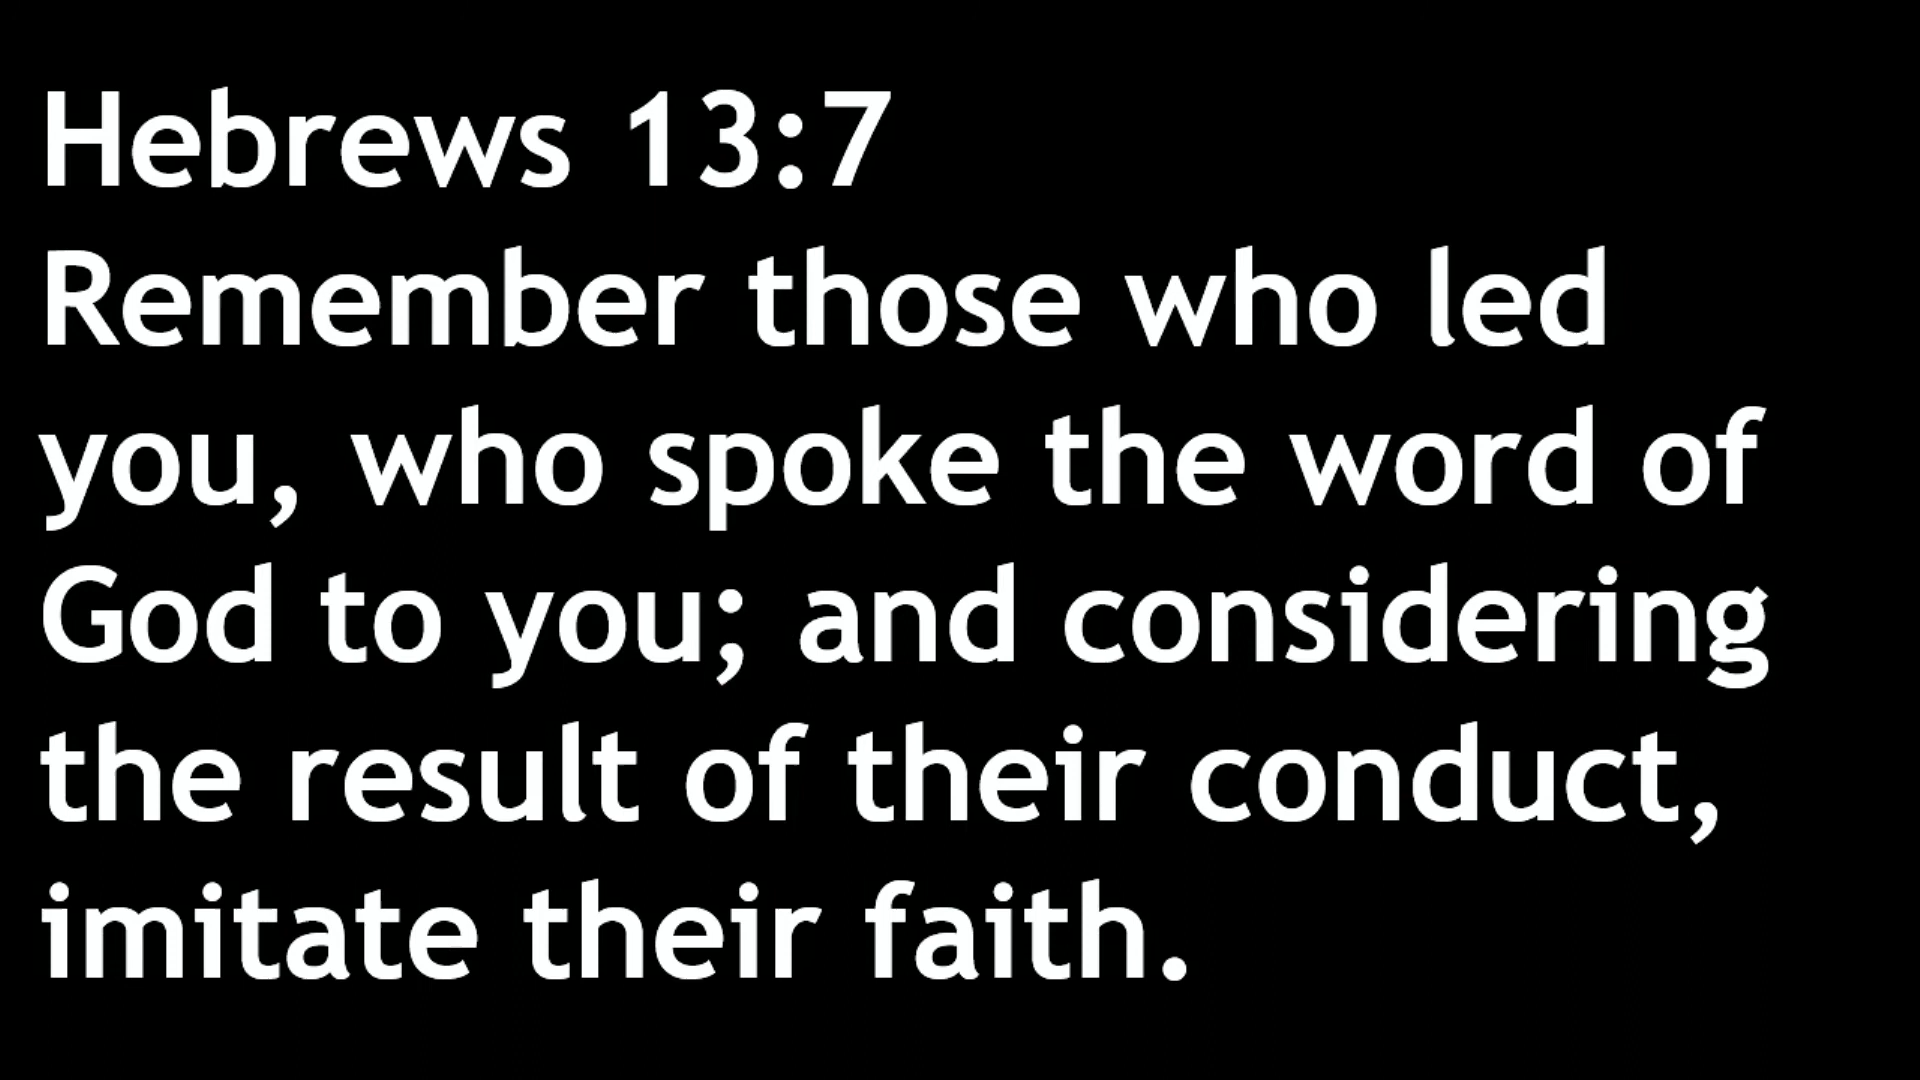 Hebrews 13:7
Remember those who led
you, who spoke the word of
God to you; and considering
the result of their conduct,
imitate their faith.